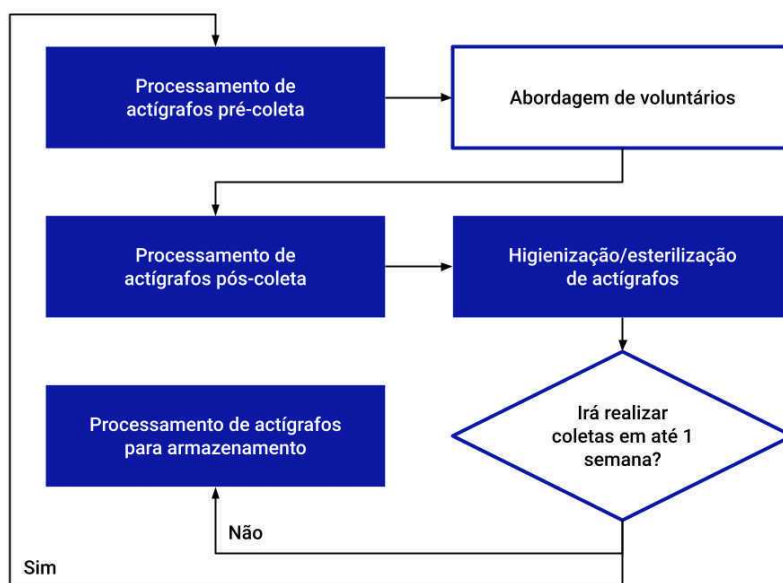 Processamento de
actígrafos pré-coleta
Abordagem de voluntários
Processamento de
actígrafos pós-coleta
Higienização/esterilização
de actígrafos
Processamento de actígrafos
para armazenamento
Irá realizar
coletas em até 1
semana?
Não
Sim